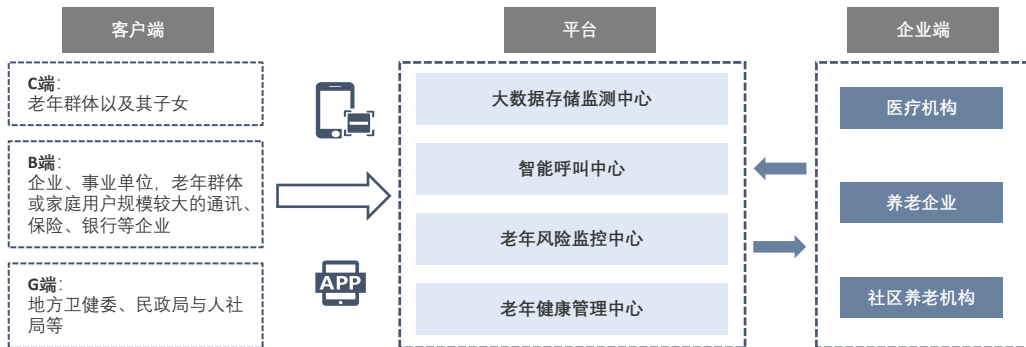 客户端
C端：
老年群体以及其子女
B端：
企业、事业单位，老年群体
或家庭用户规模较大的通讯、
保险、银行等企业
G端：
地方卫健委、民政局与人社
局等
APP
平台
大数据存储监测中心
智能呼叫中心
老年风险监控中心
老年健康管理中心
企业端
医疗机构
养老企业
社区养老机构